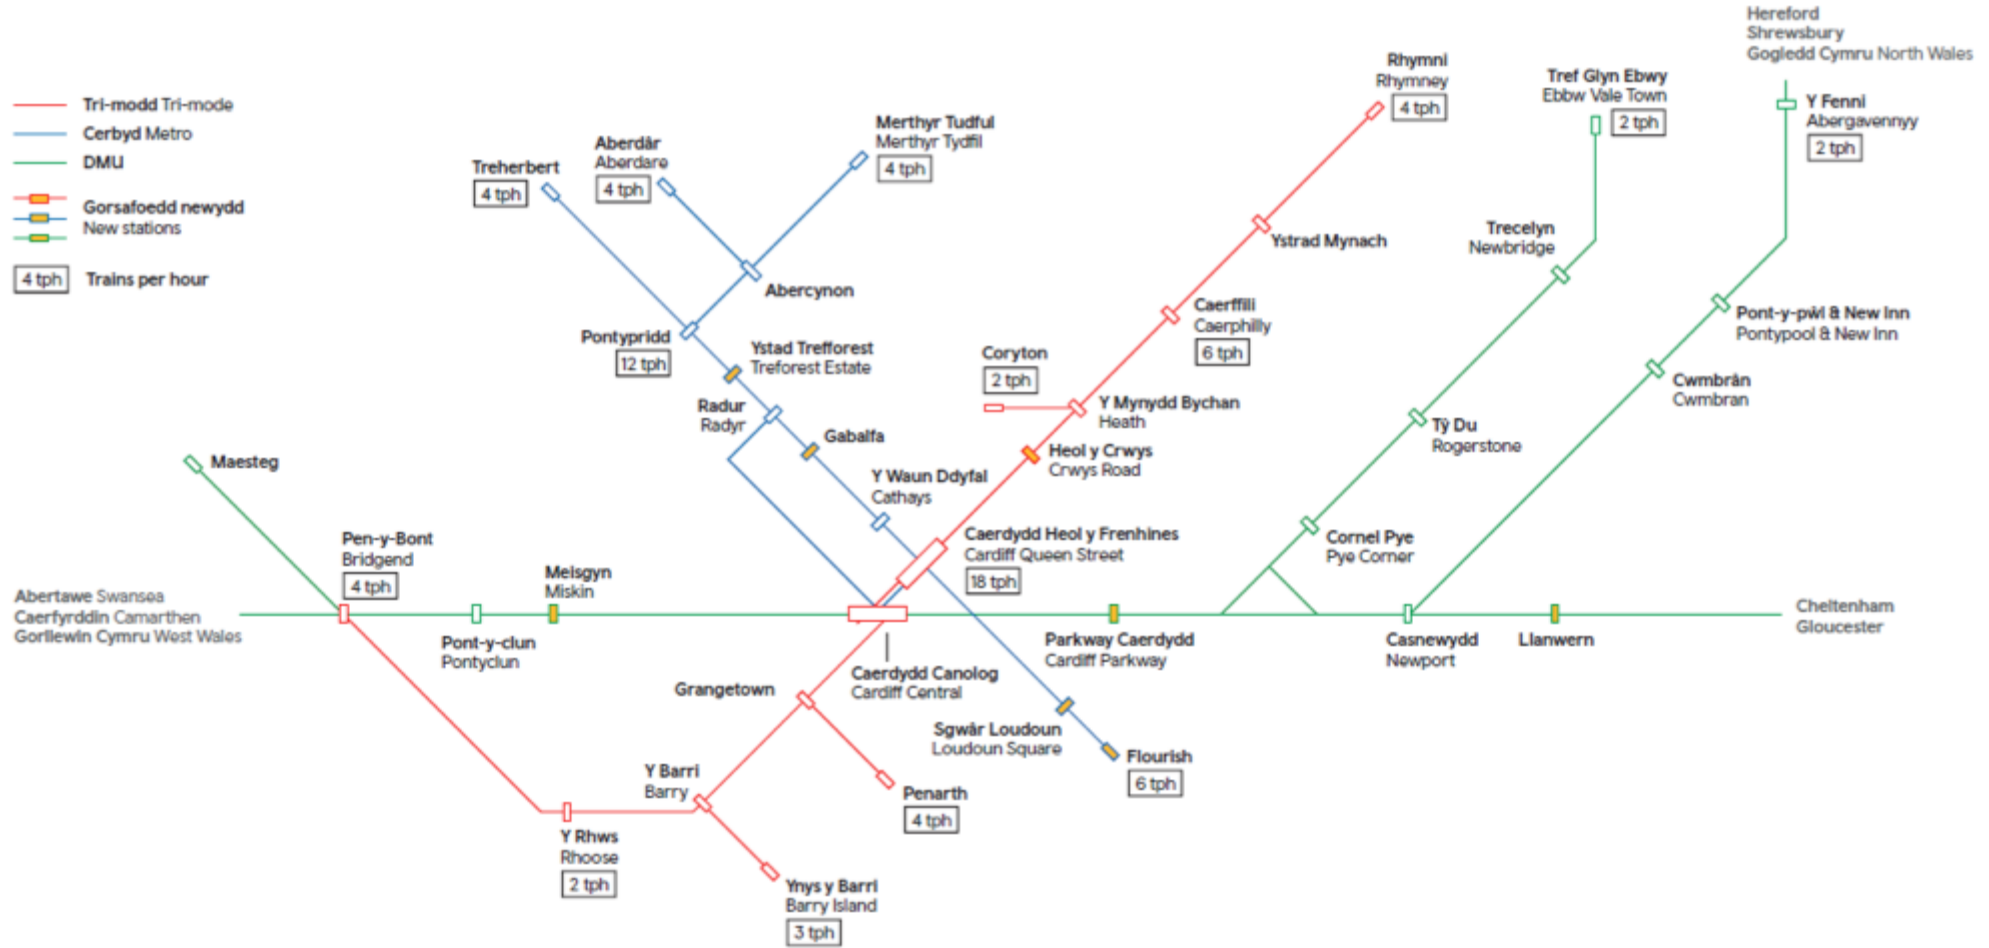 Tri-modd Tri-mode
Cerbyd Metro
DMU
Gorsafoedd newydd
New stations
4 tph
Trains per hour
Treherbert
4 tph
Aberdâr
Aberdare
4 tph
Merthyr Tudful
Merthyr Tydfil
4 tph
Abercynon
Pontypridd
12 tph
Ystad Trefforest
Treforest Estate
Radur
Radyr
Gabalfa
Y Waun Ddyfal
Cathays
Rhymni
Rhymney
4 tph
Ystrad Mynach
Caerffili
Caerphilly
6 tph
Coryton
2 tph
Y Mynydd Bychan
Heath
Heol y Crwys
Crwys Road
Caerdydd Heol y Frenhines
Cardiff Queen Street
18 tph
Tref Glyn Ebwy
Ebbw Vale Town
2 tph
Trecelyn
Newbridge
Tŷ Du
Rogerstone
Cornel Pye
Pye Corner
Hereford
Shrewsbury
Gogledd Cymru North Wales
Y Fenni
Abergavennyy
2 tph
Pont-y-pŵl & New Inn
Pontypool & New Inn
Cwmbrân
Cwmbran
Maesteg
Pen-y-Bont
Bridgend
4 tph
Abertawe Swansea
Caerfyrddin Camarthen
Gorllewin Cymru West Wales
Pont-y-clun
Pontyclun
Meisgyn
Miskin
Caerdydd Canolog
Cardiff Central
Parkway Caerdydd
Cardiff Parkway
Casnewydd
Newport
Llanwern
Cheltenham
Gloucester
Grangetown
Sgwâr Loudoun
Loudoun Square
Flourish
6 tph
Y Barri
Barry
Penarth
4 tph
Y Rhws
Rhoose
2 tph
Ynys y Barri
Barry Island
3 tph